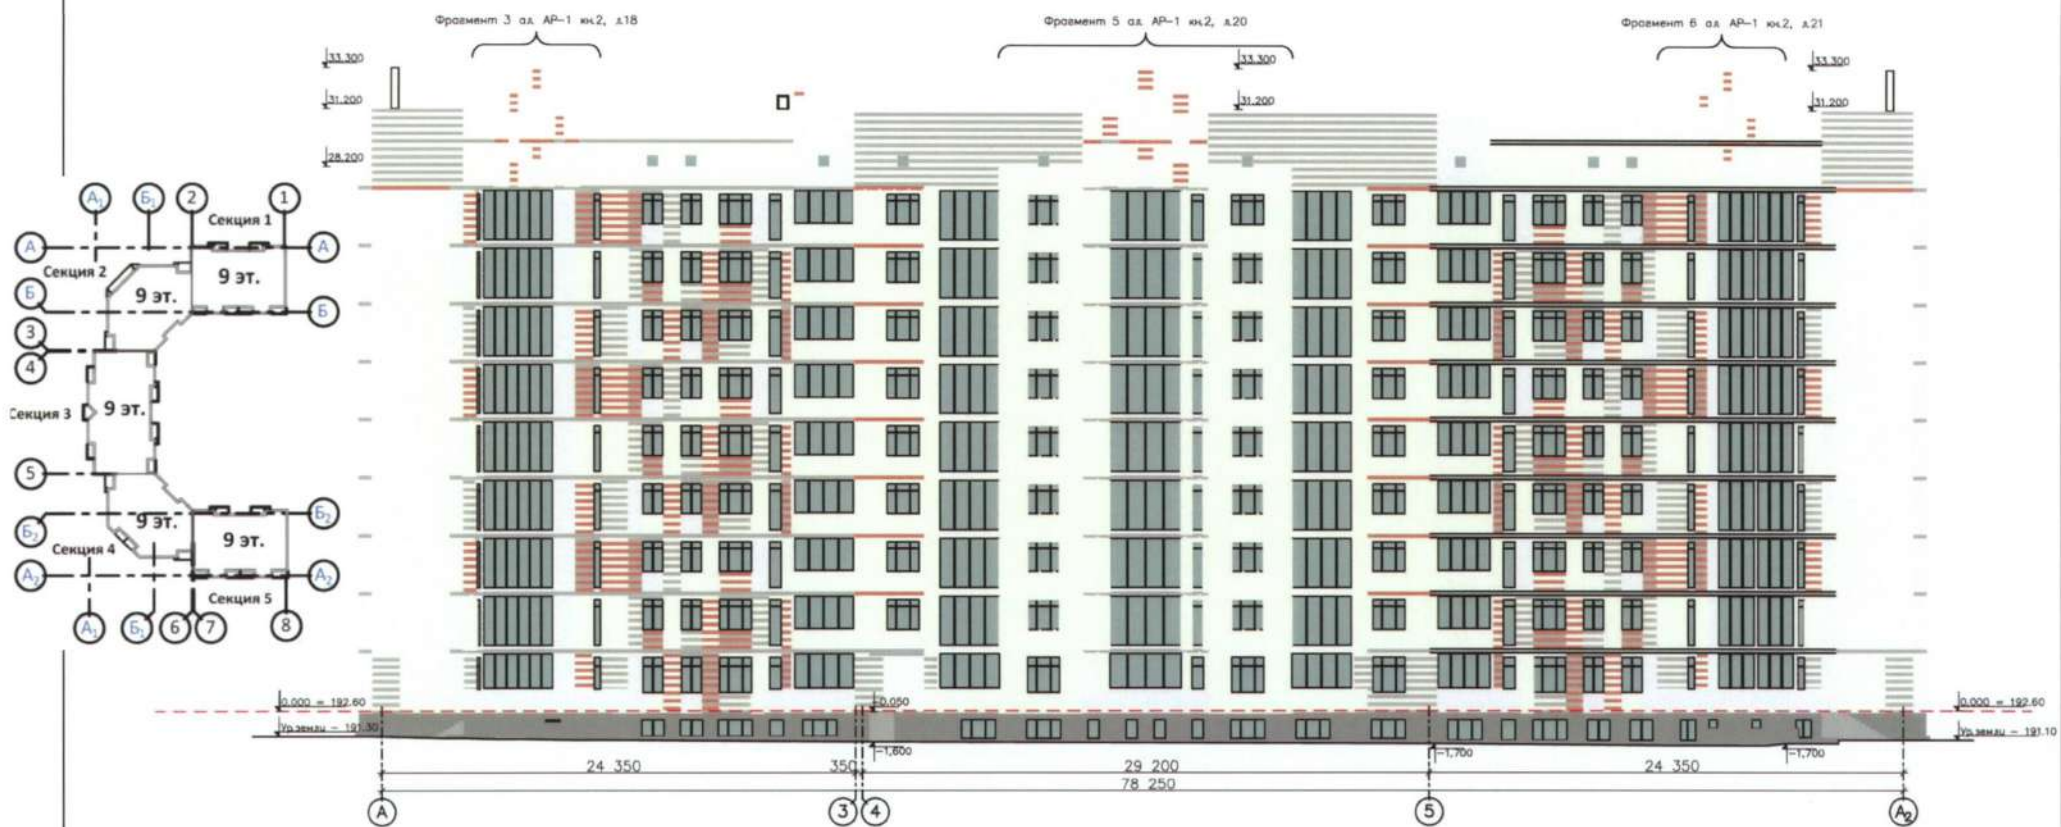 Фрагмент 3 ал АР-1 кн.2, л.18
Фрагмент 5 ал АР-1 кн.2, л.20
Фрагмент 6 ал АР-1 кн.2, л.21
33.300
33.300
33.300
31.200
31.200
31.200
28.200
А₁
Б₁
2
1
Секция 1
А
А
Секция 2
9 эт.
9 эт.
Б
Б
3
4
Секция 3
9 эт.
5
Б₂
Б₂
9 эт.
9 эт.
Секция 4
А₂
А₂
Секция 5
А₁
Б₁
6
7
8
0.000 = 192.60
-0.050
0.000 = 192.60
Ур.земли - 191.30
Ур.земли - 191.10
-1,600
-1,700
-1,700
24 350
350
29 200
24 350
78 250
А
3
4
5
А₂